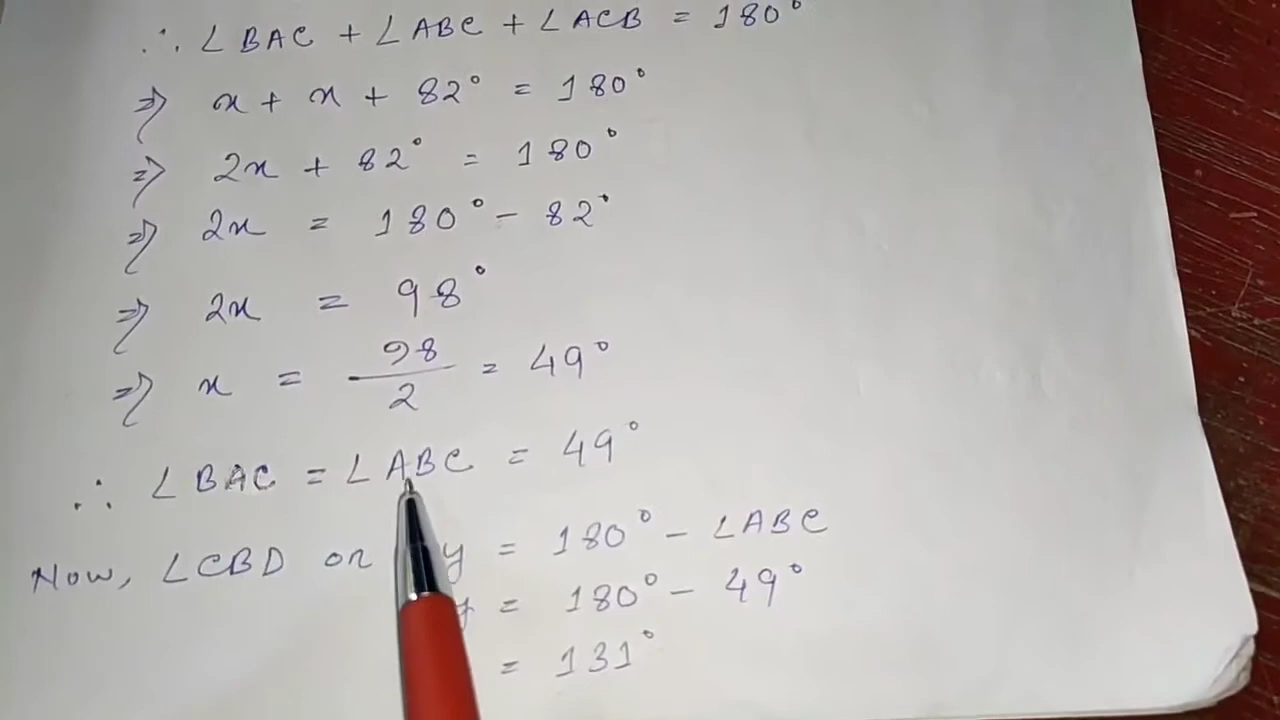 ∴ ∠BAC + ∠ABC + ∠ACB = 180°
⇒ x + x + 82° = 180°
⇒ 2x + 82° = 180°
⇒ 2x = 180° - 82°
⇒ 2x = 98°
⇒ x = 98/2 = 49°
∴ ∠BAC = ∠ABC = 49°
Now, ∠CBD or y = 180° - ∠ABC
y = 180° - 49°
= 131°